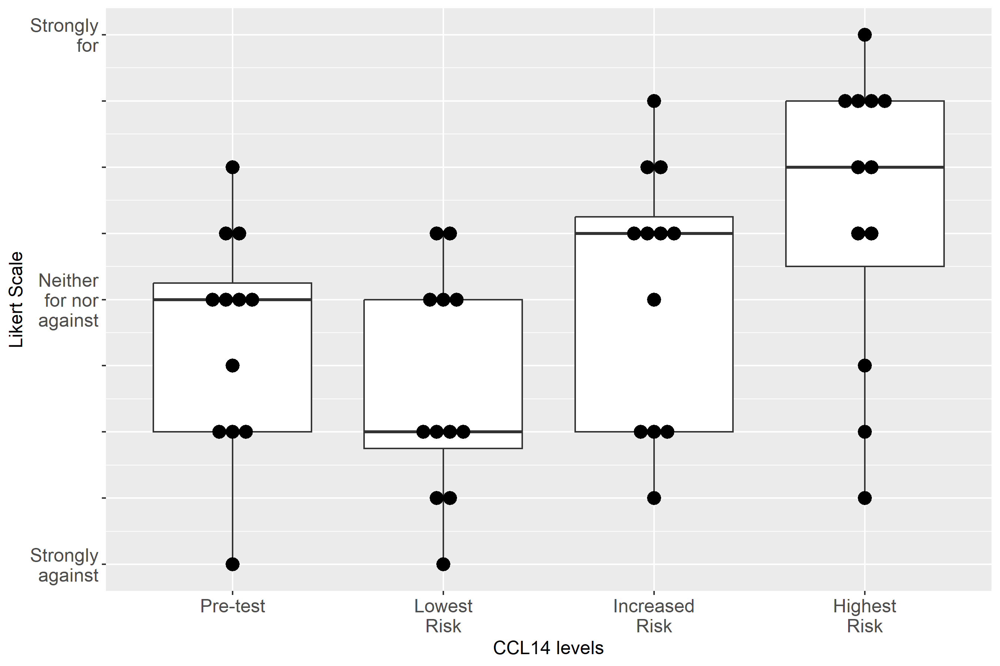 Strongly
for
Neither
for nor
against
Strongly
against
Likert Scale
Pre-test
Lowest
Risk
Increased
Risk
Highest
Risk
CCL14 levels